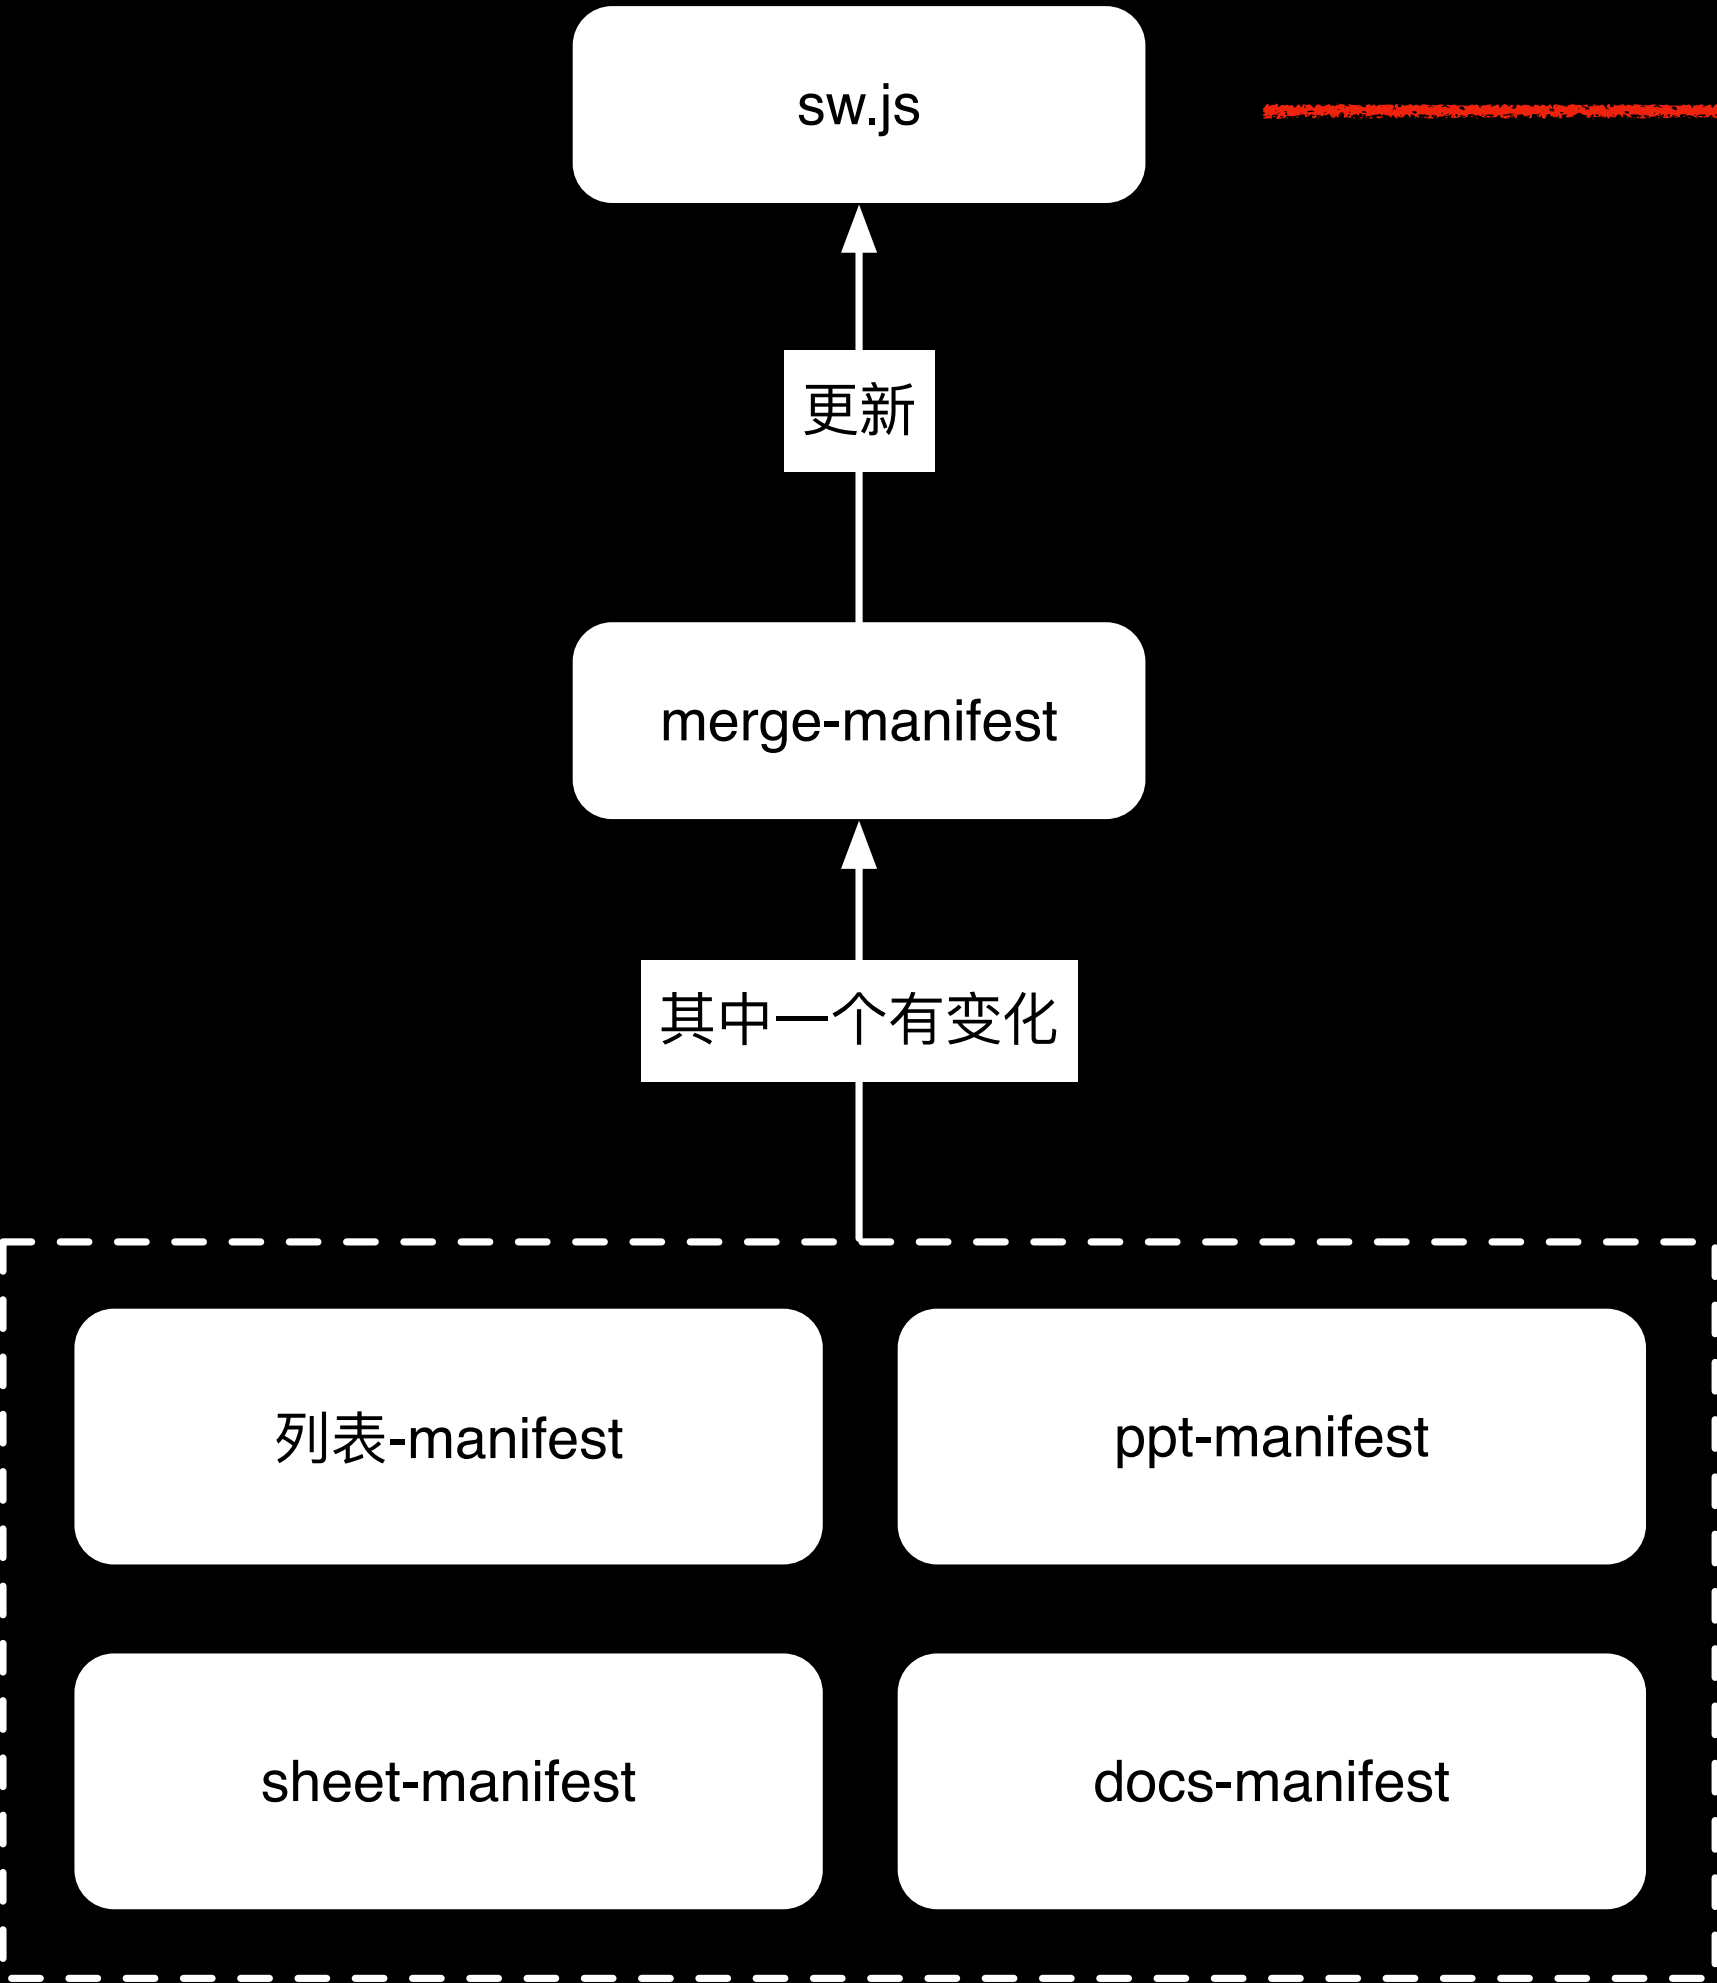 sw.js
更新
merge-manifest
其中一个有变化
列表-manifest
ppt-manifest
sheet-manifest
docs-manifest